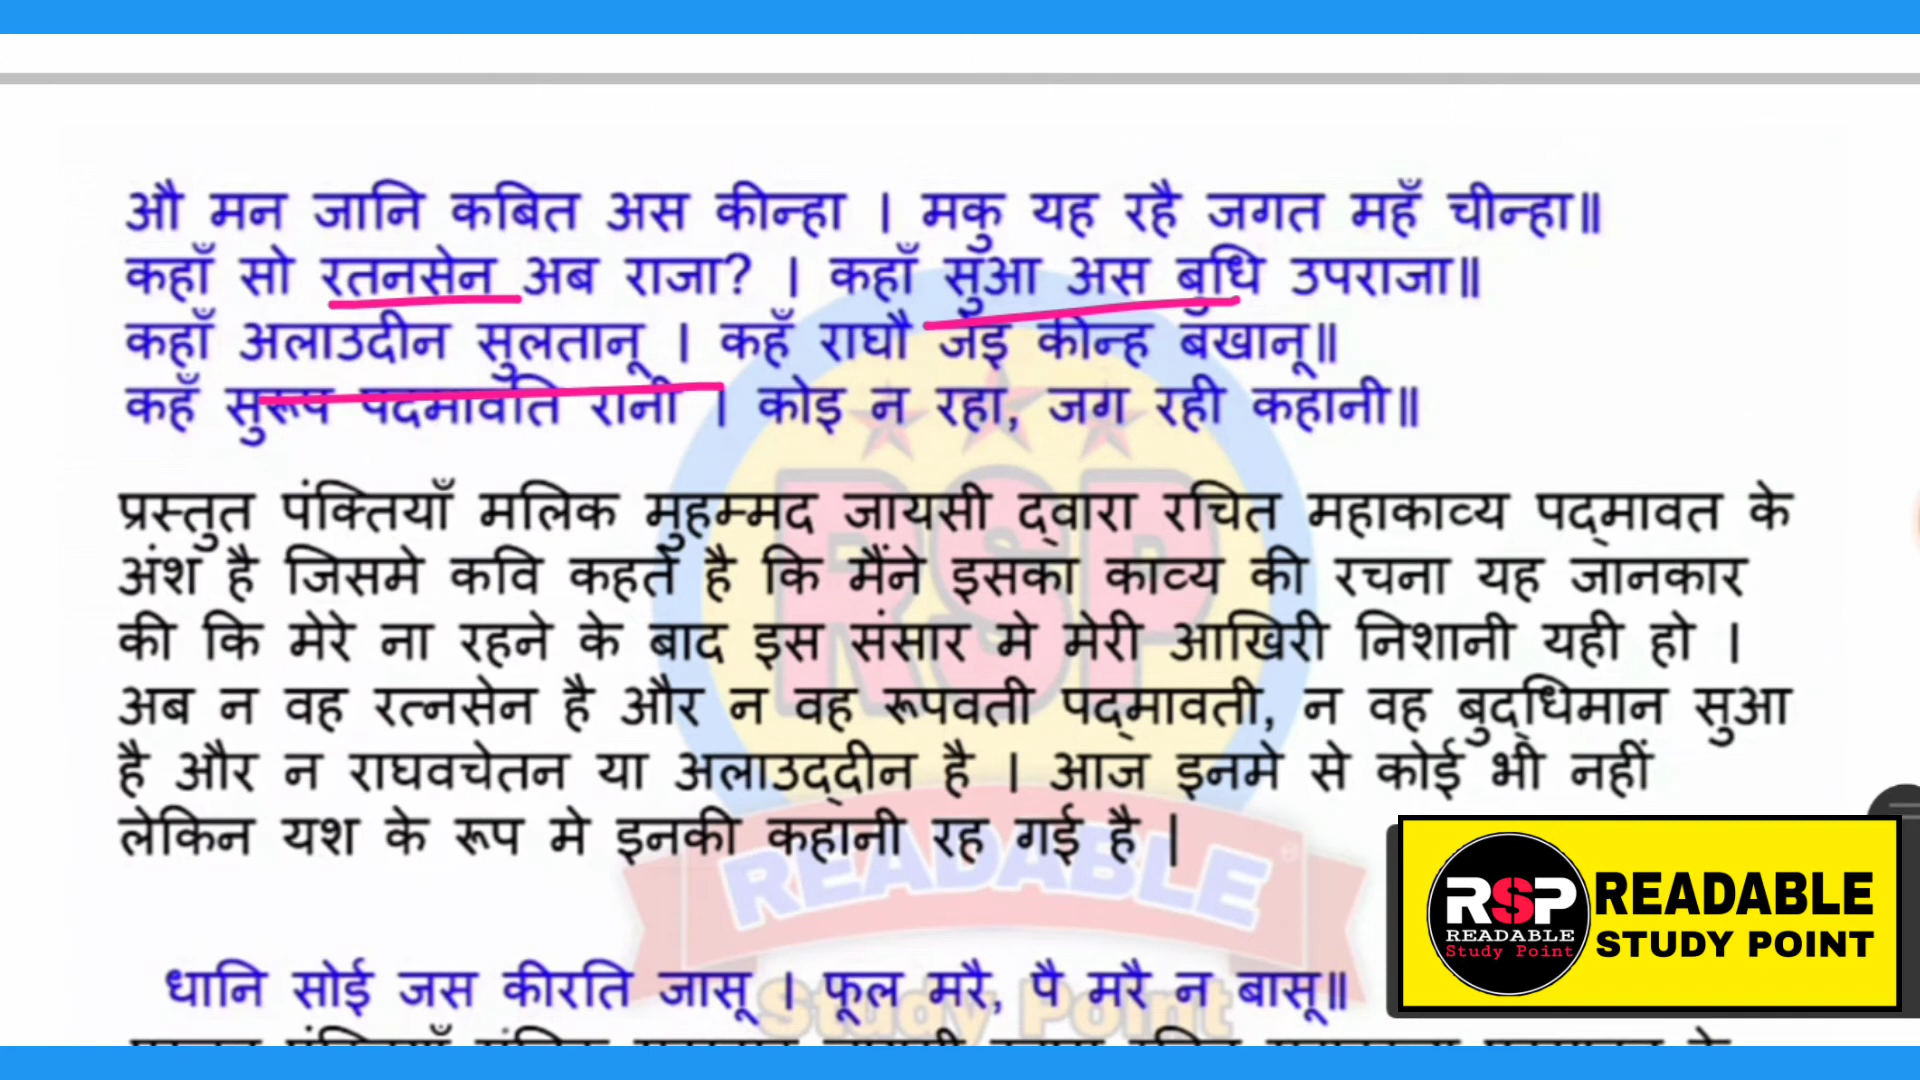 औ मन जानि कबित अस कीन्हा । मकु यह रहै जगत महँ चीन्हा॥
कहाँ सो रतनसेन अब राजा? । कहाँ सुआ अस बुधि उपराजा॥
कहाँ अलाउदीन सुलतानू । कहँ राघौ जेइ कीन्ह बखानू॥
कहँ सुरूप पदमावति रानी । कोइ न रहा, जग रही कहानी॥
प्रस्तुत पंक्तियाँ मलिक मुहम्मद जायसी द्वारा रचित महाकाव्य पद्मावत के
अंश है जिसमे कवि कहते है कि मैंने इसका काव्य की रचना यह जानकार
की कि मेरे ना रहने के बाद इस संसार मे मेरी आखिरी निशानी यही हो ।
अब न वह रत्नसेन है और न वह रूपवती पद्मावती, न वह बुद्धिमान सुआ
है और न राघवचेतन या अलाउद्दीन है । आज इनमे से कोई भी नहीं
लेकिन यश के रूप मे इनकी कहानी रह गई है |
धानि सोई जस कीरति जासू । फूल मरै, पै मरै न बासू॥
RSP
READABLE
Study Point
RSP
READABLE
Study Point
READABLE
STUDY POINT